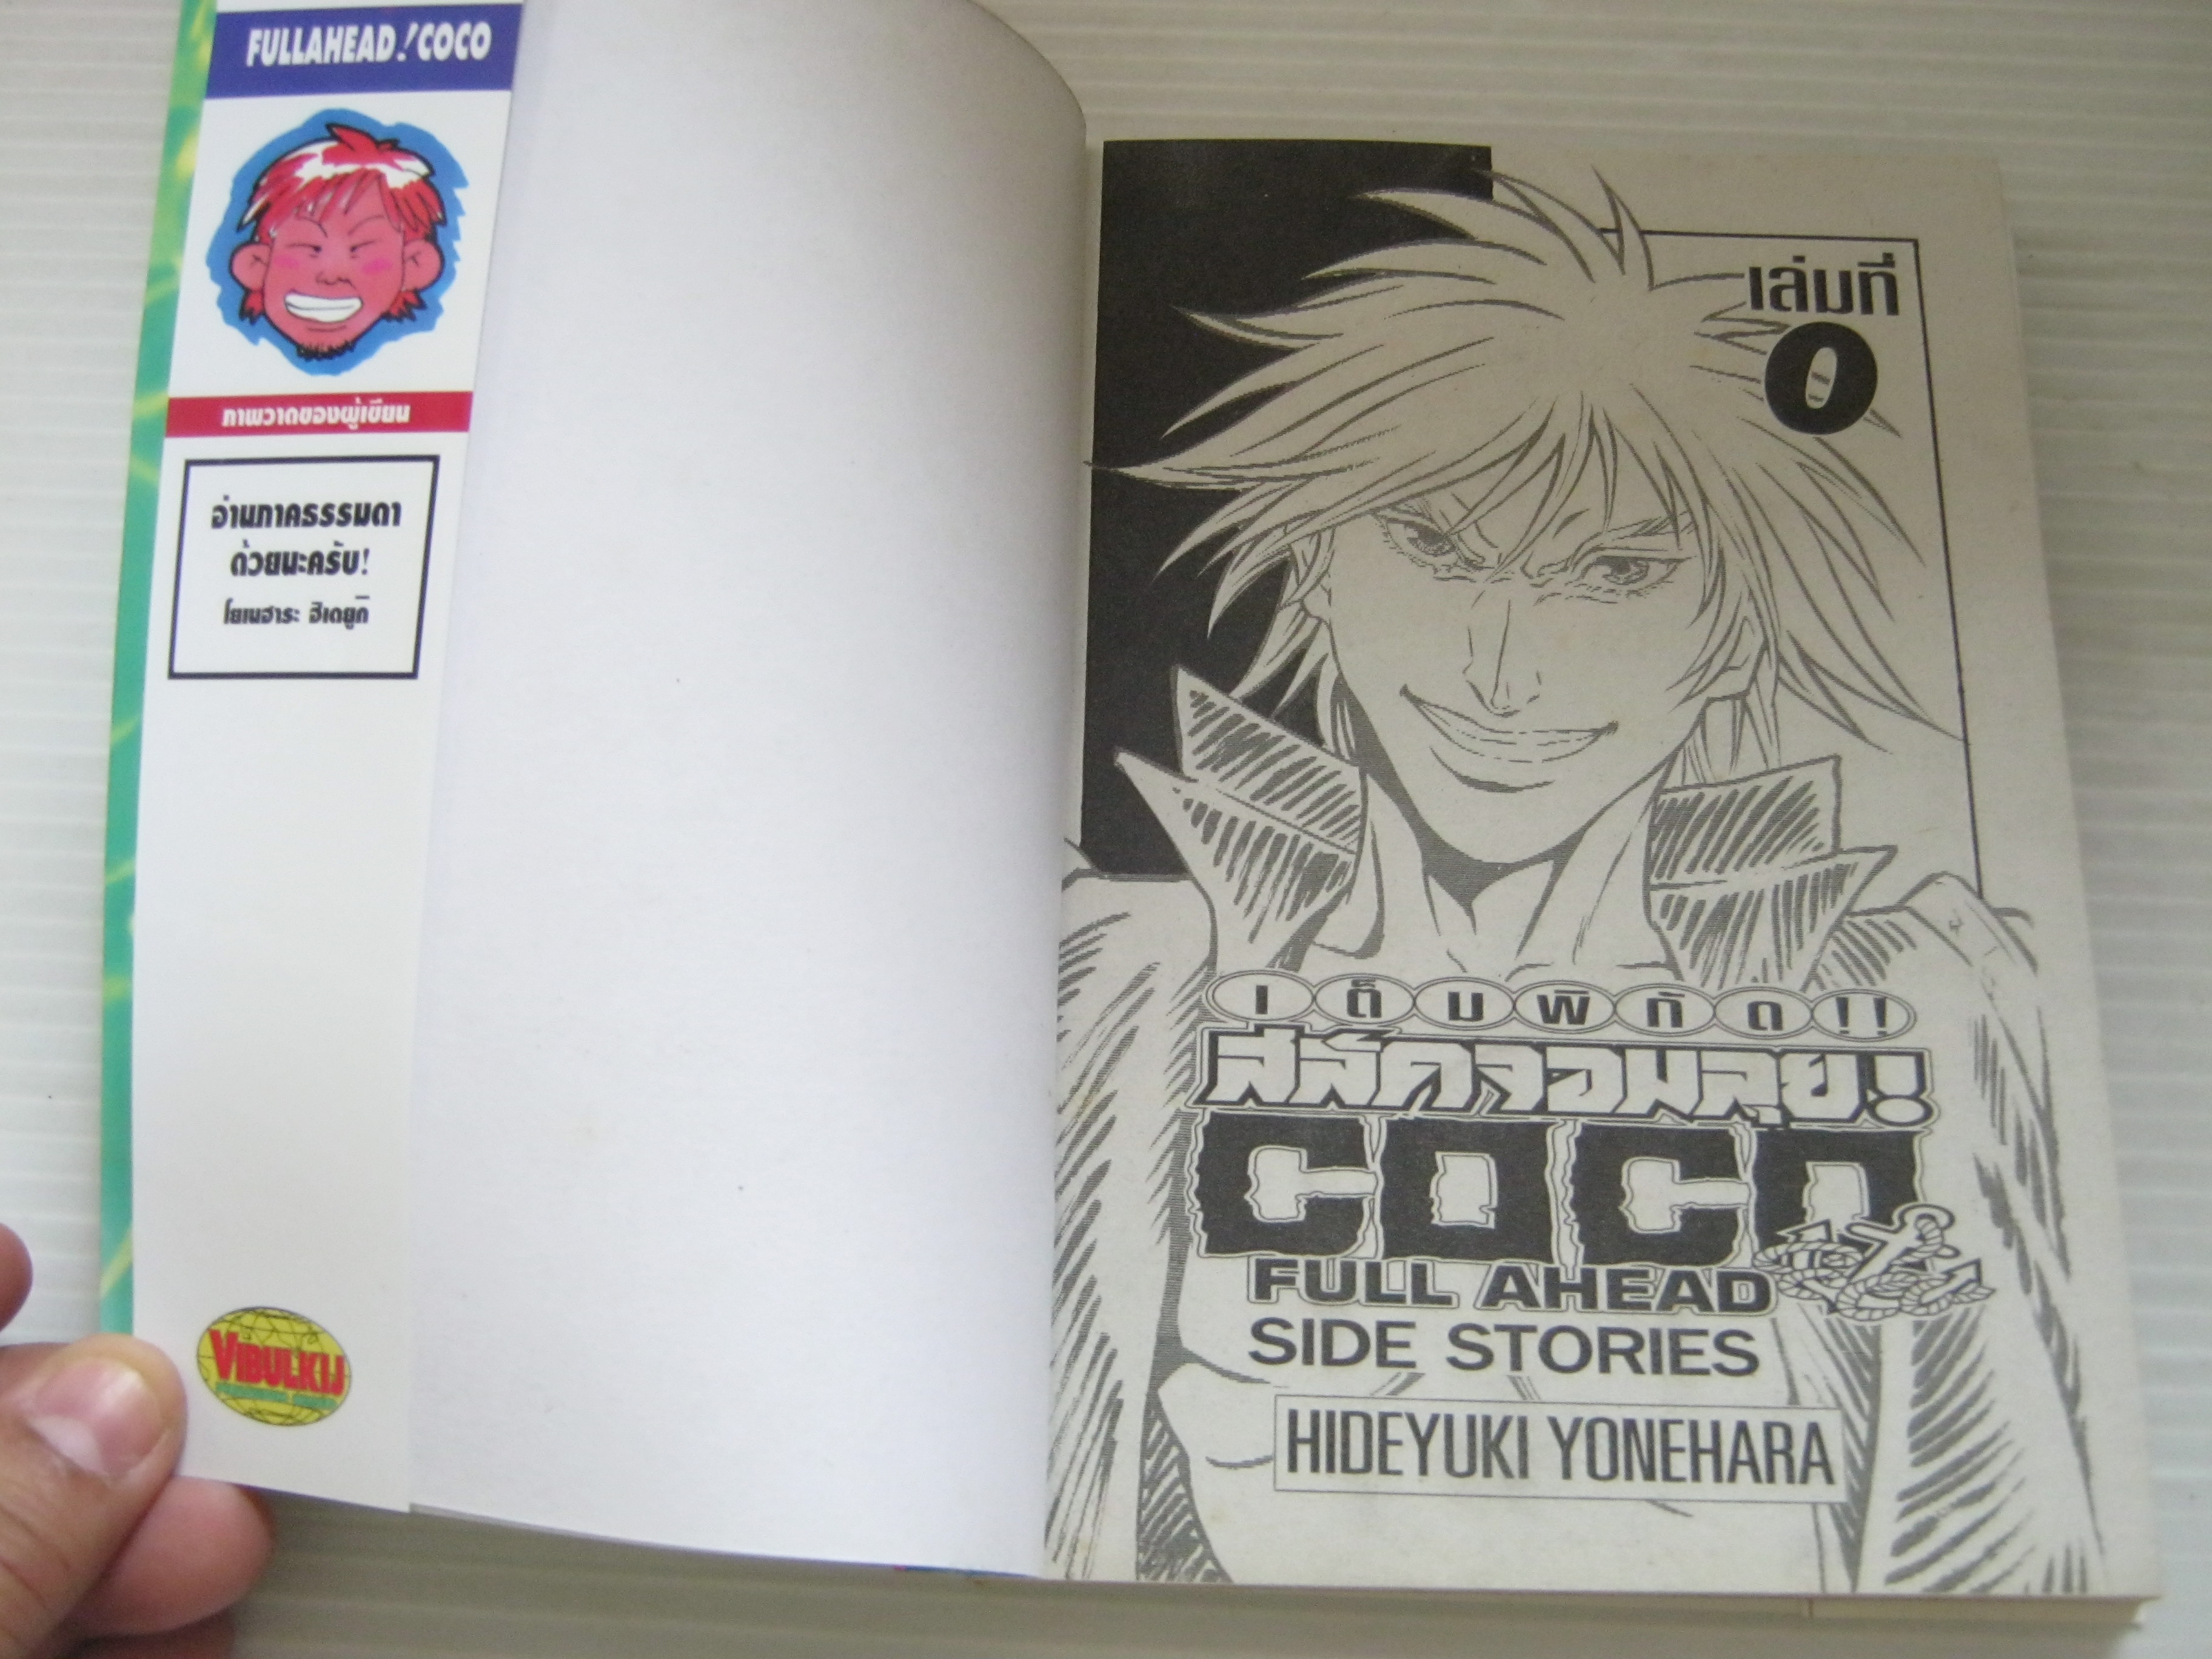 FULLAHEAD! COCO
ภาพวาดของผู้เขียน
อ่านภาคธรรมดา
ด้วยนะครับ!
โยเนฮาระ ฮิเดยูกิ
VIBULKIJ
เล่มที่
0
เต็มพิกัด!!
สู่สุดจอมลุย!
COCO
FULL AHEAD
SIDE STORIES
HIDEYUKI YONEHARA